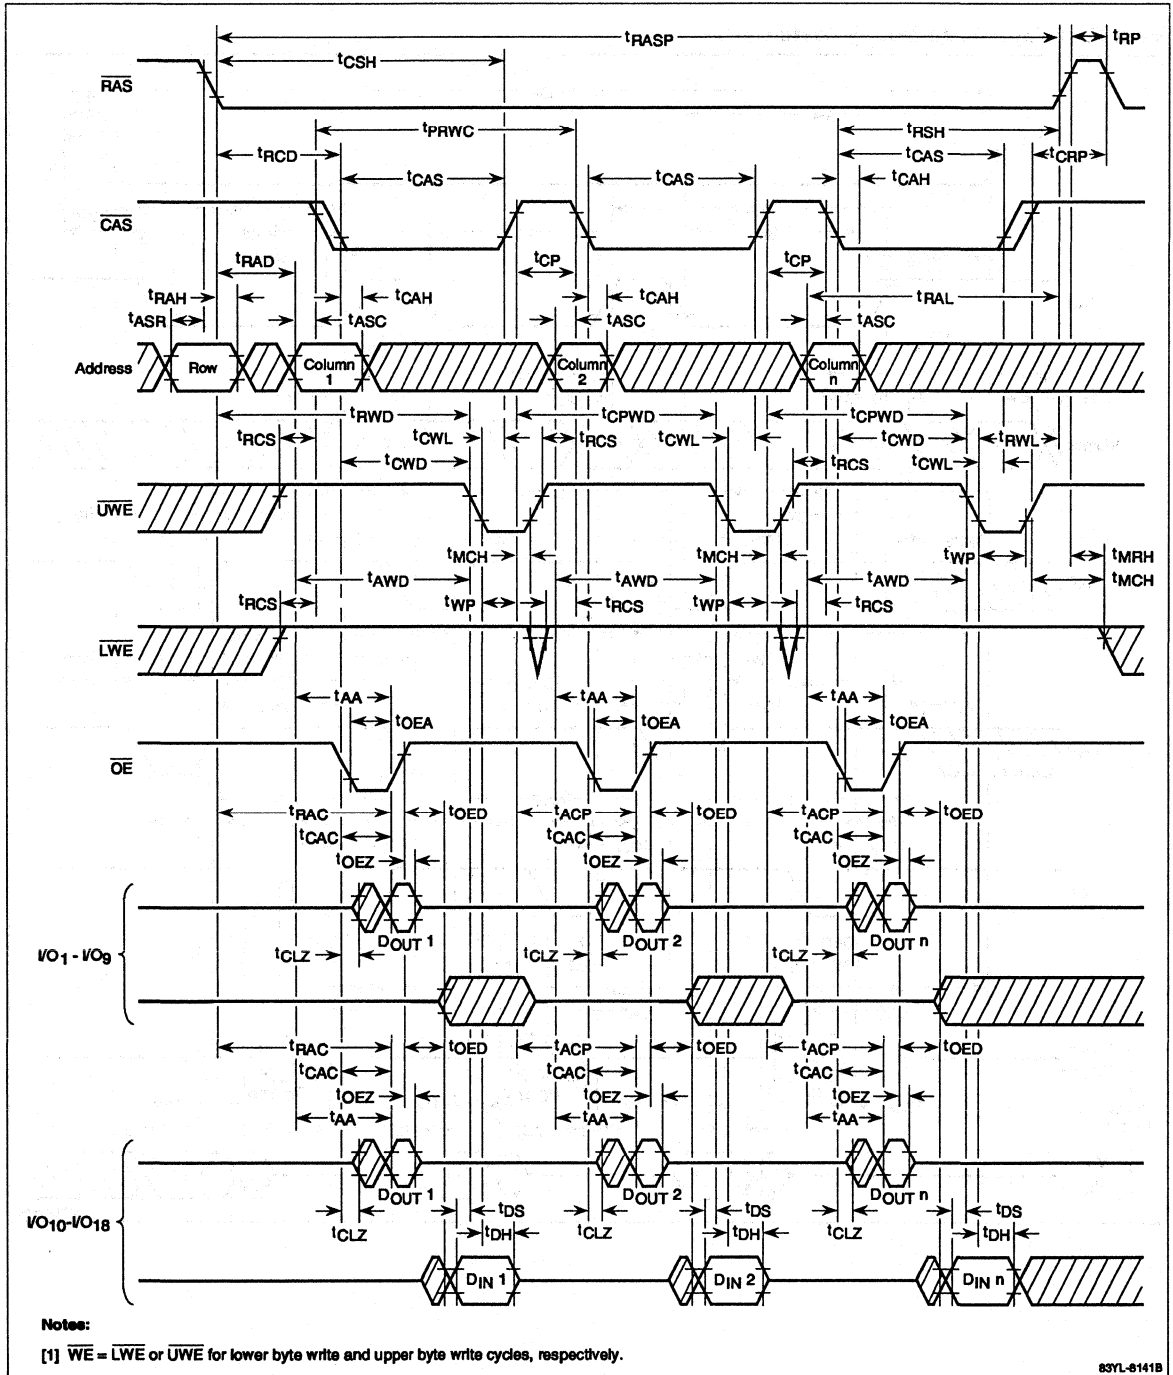 tRASP
tRP
tCSH
RAS
tPRWC
tRSH
tRCD
tCAS
tCRP
tCAS
tCAS
tCAH
CAS
tRAD
tCP
tCP
tRAH
tCAH
tCAH
tRAL
tASR
tASC
tASC
tASC
Address
Row
Column 1
Column 2
Column n
tRWD
tCPWD
tCPWD
tRCS
tCWL
tRCS
tCWL
tCWD
tRWL
tCWD
tRCS
tCWL
UWE
tMCH
tMCH
tWP
tMRH
tAWD
tAWD
tAWD
tMCH
tRCS
tWP
tRCS
tWP
tRCS
LWE
tAA
tAA
tAA
tOEA
tOEA
tOEA
OE
tRAC
tOED
tACP
tOED
tACP
tOED
tCAC
tCAC
tCAC
tOEZ
tOEZ
tOEZ
DOUT 1
DOUT 2
DOUT n
I/O1 - I/O9
tCLZ
tCLZ
tCLZ
tRAC
tOED
tACP
tOED
tACP
tOED
tCAC
tCAC
tCAC
tOEZ
tOEZ
tOEZ
tAA
tAA
tAA
DOUT 1
DOUT 2
DOUT n
I/O10-I/O18
tDS
tDS
tDS
tCLZ
tDH
tCLZ
tDH
tCLZ
tDH
DIN 1
DIN 2
DIN n
Notes:
[1] WE = LWE or UWE for lower byte write and upper byte write cycles, respectively.
83YL-8141B